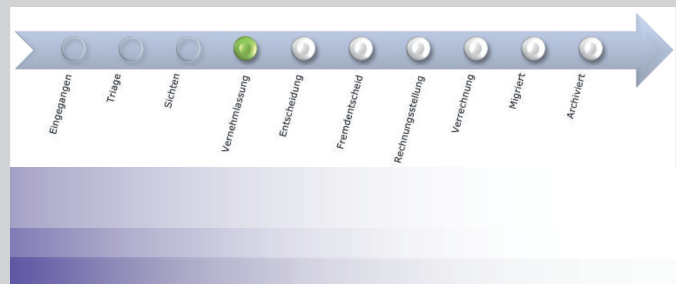 Eingegangen
Triage
Sichten
Vernehmlassung
Entscheidung
Fremdentscheid
Rechnungsstellung
Verrechnung
Migriert
Archiviert